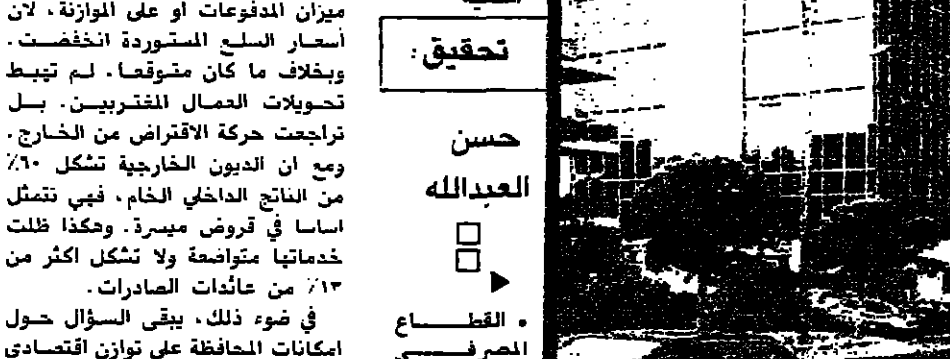 ميزان المدفوعات او على الموازنة، لان
أسعار السلع المستوردة انخفضت.
وبخلاف ما كان متوقعا. لم تهبط
تحويلات العمال المغتربين. بل
تراجعت حركة الاقتراض من الخارج.
ومع ان الديون الخارجية تشكل ٦٠٪
من الناتج الداخلي الخام، فهي تتمثل
اساسا في قروض ميسرة. وهكذا ظلت
خدماتها متواضعة ولا تشكل اكثر من
١٣٪ من عائدات الصادرات.
في ضوء ذلك، يبقى السؤال حول
امكانات المحافظة على توازن اقتصادي
تحقيق:
حسن
العبدالله
• القطاع
المصرفي